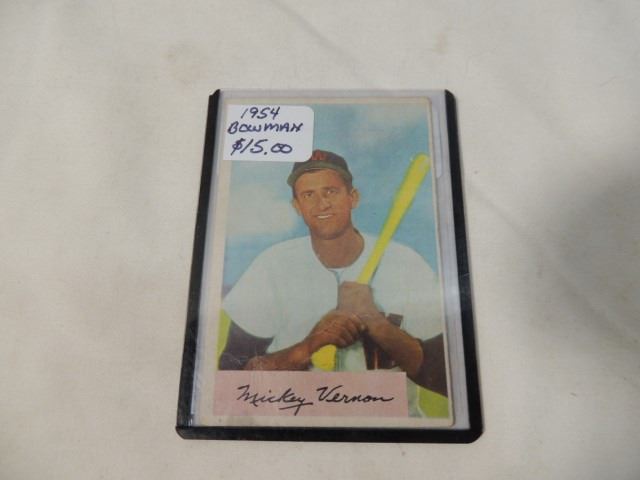 1954
BOWMAN
$15.00
W
Mickey Vernon